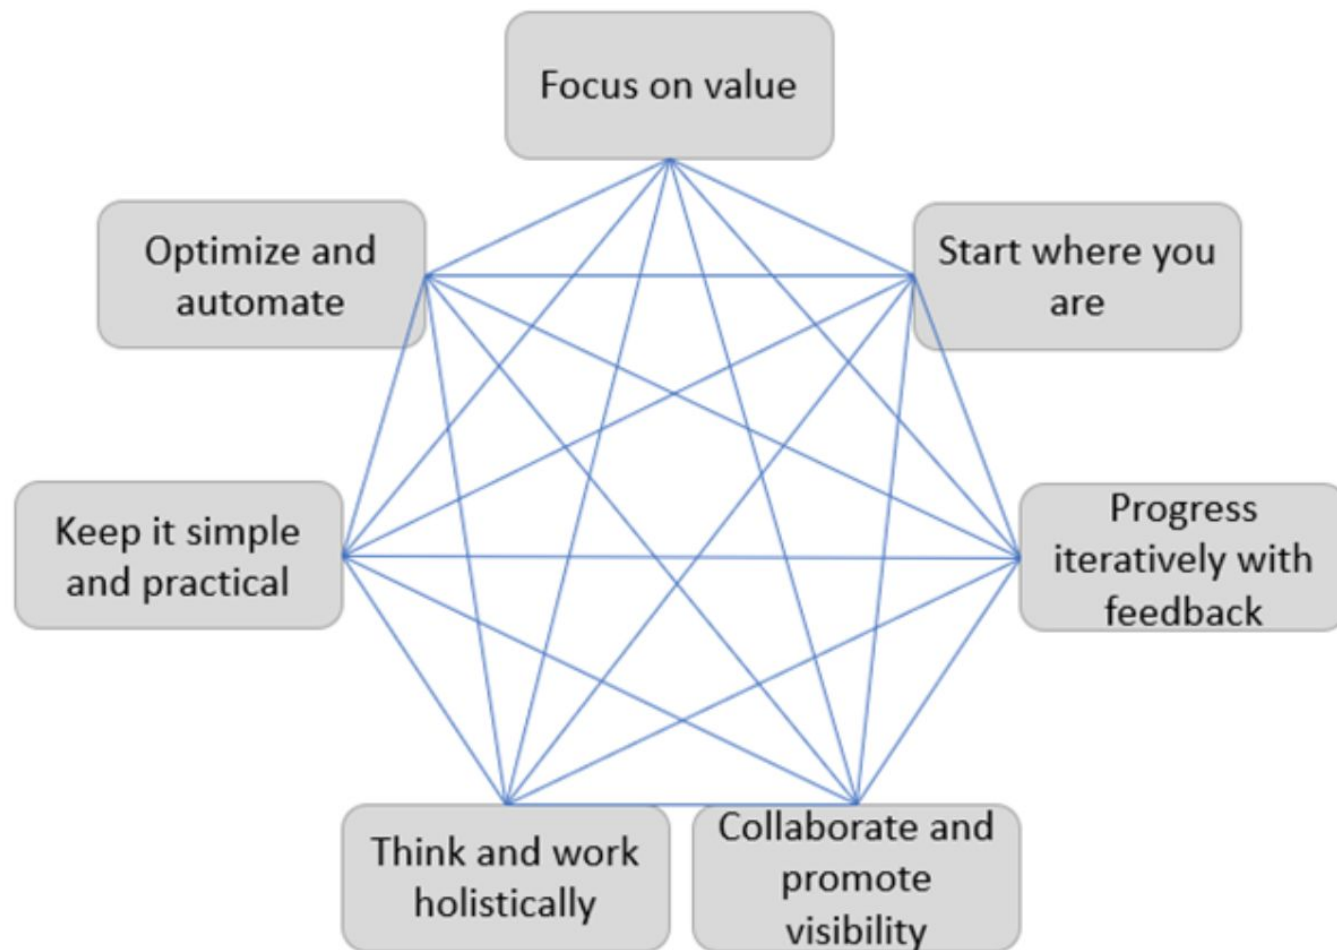 Focus on value
Optimize and
automate
Start where you
are
Keep it simple
and practical
Progress
iteratively with
feedback
Think and work
holistically
Collaborate and
promote
visibility